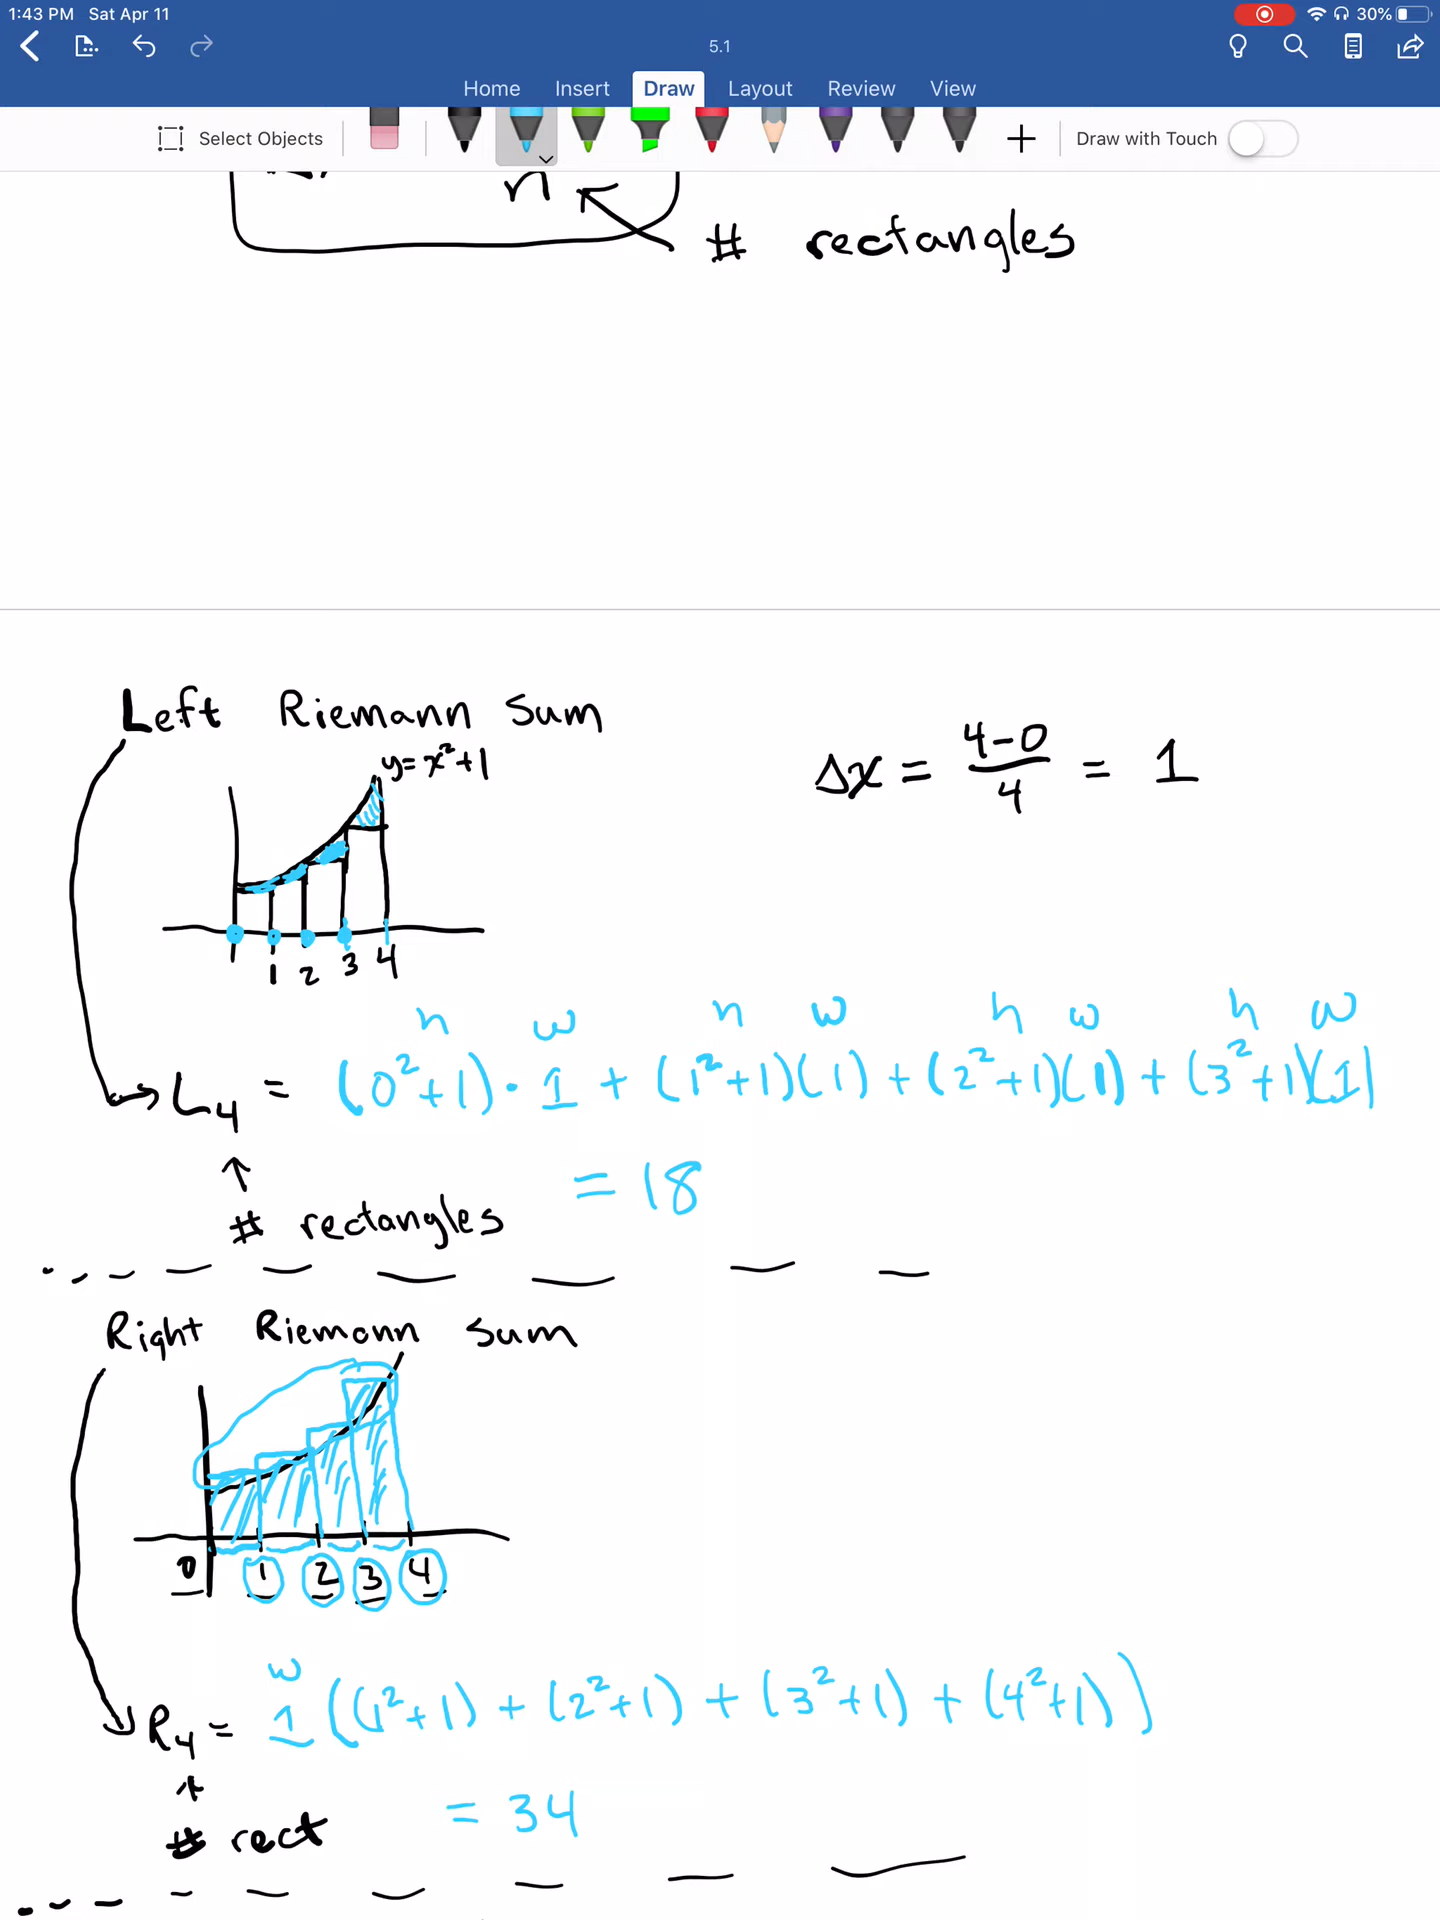 1:43 PM Sat Apr 11
30%
5.1
Home Insert Draw Layout Review View
Select Objects
Draw with Touch
n
# rectangles
Left Riemann Sum
y = x²+1
Δx = (4-0)/4 = 1
1 2 3 4
h w h w h w h w
L₄ = (0²+1) · 1 + (1²+1)(1) + (2²+1)(1) + (3²+1)(1)
= 18
↑
# rectangles
Right Riemann Sum
0 1 2 3 4
w
R₄ = 1((1²+1) + (2²+1) + (3²+1) + (4²+1))
= 34
# rect